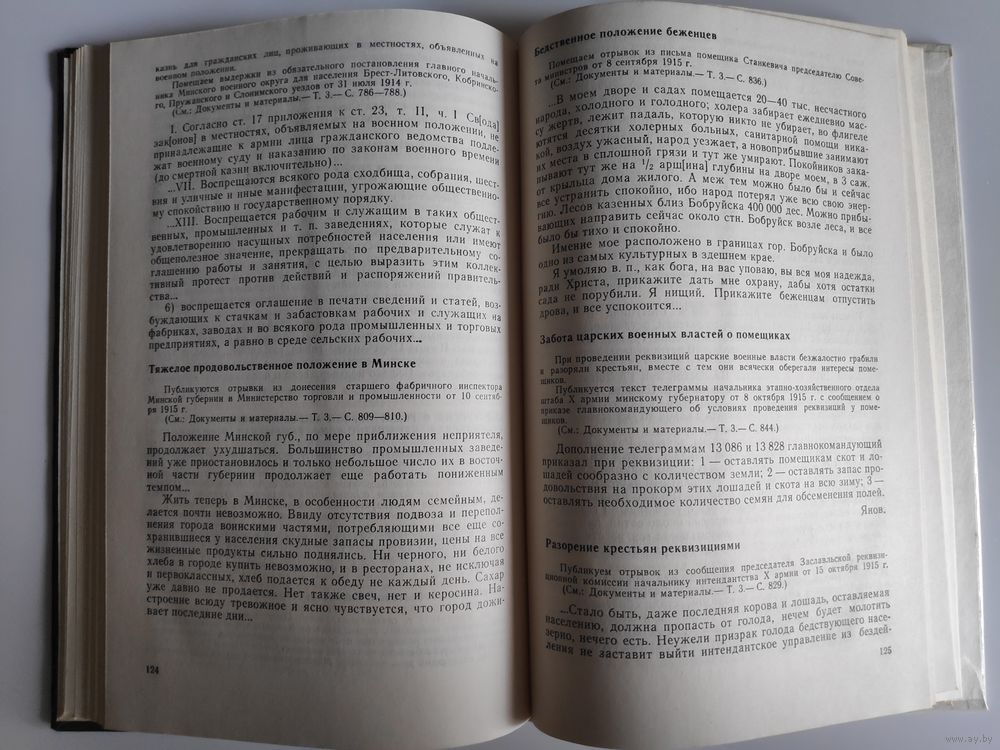 казнь для гражданских лиц, проживающих в местностях, объявленных на
военном положении.
Помещаем выдержки из обязательного постановления главного началь-
ника Минского военного округа для населения Брест-Литовского, Кобринско-
го, Пружанского и Слонимского уездов от 31 июля 1914 г.
(См.: Документы и материалы.— Т. 3.— С. 786—788.)
I. Согласно ст. 17 приложения к ст. 23, т. II, ч. I Св[ода]
зак[онов] в местностях, объявляемых на военном положении, не
принадлежащие к армии лица гражданского ведомства подле-
жат военному суду и наказанию по законам военного времени
(до смертной казни включительно)...
...VII. Воспрещаются всякого рода сходбища, собрания, шест-
вия и уличные и иные манифестации, угрожающие общественно-
му спокойствию и государственному порядку.
...XIII. Воспрещается рабочим и служащим в таких общест-
венных, промышленных и т. п. заведениях, которые служат к
удовлетворению насущных потребностей населения или имеют
общеполезное значение, прекращать по предварительному со-
глашению работы и занятия, с целью выразить этим коллек-
тивный протест против действий и распоряжений правитель-
ства...
6) воспрещается оглашение в печати сведений и статей, воз-
буждающих к стачкам и забастовкам рабочих и служащих на
фабриках, заводах и во всякого рода промышленных и торговых
предприятиях, а равно в среде сельских рабочих...
Тяжелое продовольственное положение в Минске
Публикуются отрывки из донесения старшего фабричного инспектора
Минской губернии в Министерство торговли и промышленности от 10 сентяб-
ря 1915 г.
(См.: Документы и материалы.— Т. 3.— С. 809—810.)
Положение Минской губ., по мере приближения неприятеля,
продолжает ухудшаться. Большинство промышленных заведе-
ний уже приостановилось и только небольшое число их в восточ-
ной части губернии продолжает еще работать пониженным
темпом...
Жить теперь в Минске, в особенности людям семейным, де-
лается почти невозможно. Ввиду отсутствия подвоза и перепол-
нения города воинскими частями, потребляющими все еще со-
хранившиеся у населения скудные запасы провизии, цены на все
жизненные продукты сильно поднялись. Ни черного, ни белого
хлеба в городе купить невозможно, и в ресторанах, не исключая
и первоклассных, хлеб подается к обеду не каждый день. Сахар
уже давно не продается. Нет также свеч, нет и керосина. На-
строение всюду тревожное и ясно чувствуется, что город дожи-
вает последние дни...
124
Бедственное положение беженцев
Помещаем отрывок из письма помещика Станкевича председателю Сове-
та министров от 8 сентября 1915 г.
(См.: Документы и материалы.— Т. 3.— С. 836.)
...В моем дворе и садах помещается 20—40 тыс. несчастного
народа, холодного и голодного; холера забирает ежедневно мас-
су жертв, лежит падаль, которую никто не убирает, во флигеле
ютятся десятки холерных больных, санитарной помощи ника-
кой, воздух ужасный, народ уезжает, а новоприбывшие занимают
их места в сплошной грязи и тут же умирают. Покойников зака-
пывают тут же на 1/2 арш[ина] глубины на дворе моем, в 3 саж.
от крыльца дома жилого. А меж тем можно было бы и сейчас
все устранить спокойно, ибо народ потерял уже всю свою энер-
гию. Лесов казенных близ Бобруйска 400 000 дес. Можно прибы-
вающих направить сейчас около стн. Бобруйск возле леса, и все
было бы тихо и спокойно.
Имение мое расположено в границах гор. Бобруйска и было
одно из самых культурных в здешнем крае.
Я умоляю в. п., как бога, на вас уповаю, вы вся моя надежда,
ради Христа, прикажите дать мне охрану, дабы хотя остатки
сада не порубили. Я нищий. Прикажите беженцам отпустить
дрова, и все успокоится...
Забота царских военных властей о помещиках
При проведении реквизиций царские военные власти безжалостно грабили
и разоряли крестьян, вместе с тем они всячески оберегали интересы поме-
щиков.
Публикуется текст телеграммы начальника этапно-хозяйственного отдела
штаба X армии минскому губернатору от 8 октября 1915 г. с сообщением о
приказе главнокомандующего об условиях проведения реквизиций у поме-
щиков.
(См.: Документы и материалы.— Т. 3.— С. 844.)
Дополнение телеграммам 13 086 и 13 828 главнокомандующий
приказал при реквизиции: 1 — оставлять помещикам скот и ло-
шадей сообразно с количеством земли; 2 — оставлять запас про-
довольствия на прокорм этих лошадей и скота на всю зиму; 3 —
оставлять необходимое количество семян для обсеменения полей.
Янов.
Разорение крестьян реквизициями
Публикуем отрывок из сообщения председателя Заславльской реквизи-
ционной комиссии начальнику интендантства X армии от 15 октября 1915 г.
(См.: Документы и материалы.— Т. 3.— С. 829.)
...Стало быть, даже последняя корова и лошадь, оставляемая
населению, должна пропасть от голода, нечем будет молотить
зерно, нечего есть. Неужели призрак голода бедствующего насе-
ления не заставит выйти интендантское управление из бездей-
125
www.ay.by